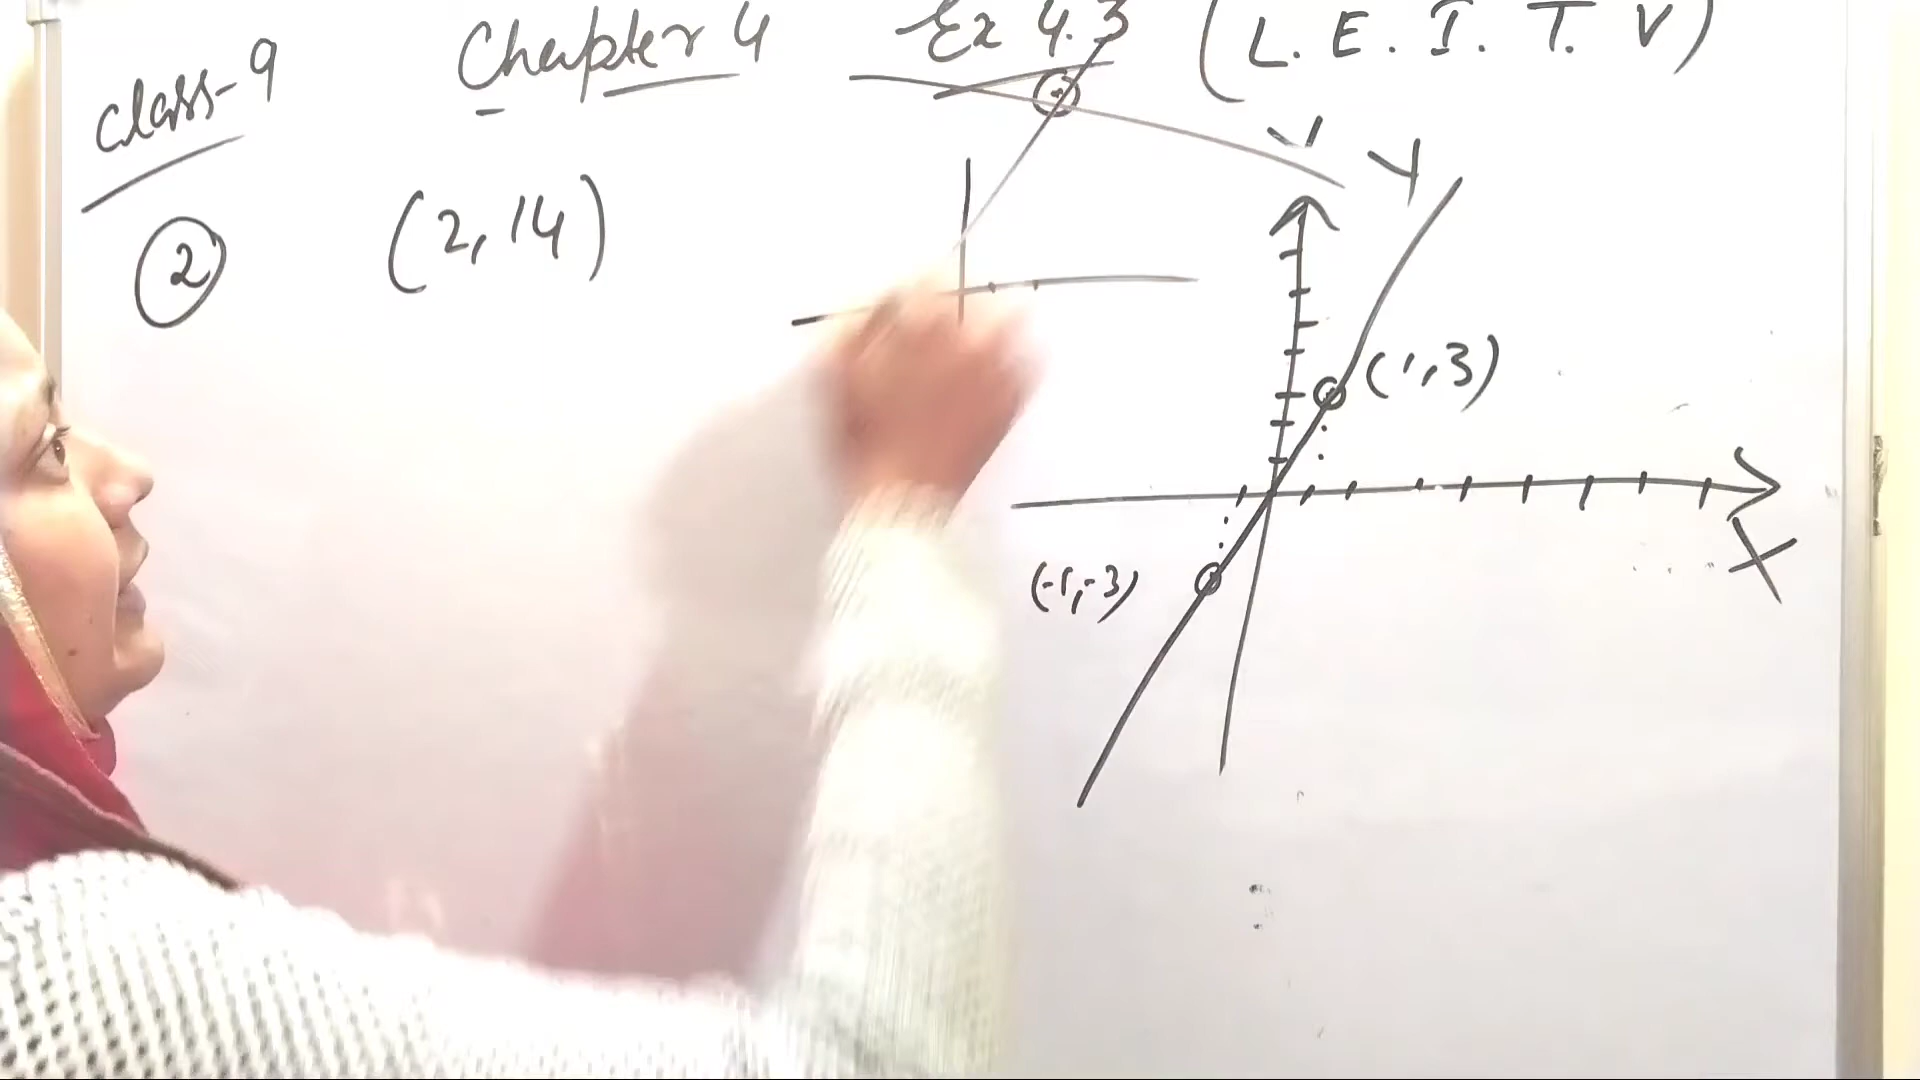 class-9 Chapter 4 Ex 4.3 (L. E. I. T. V)
② (2, 14)
Y
(1, 3)
(-1, -3)
X